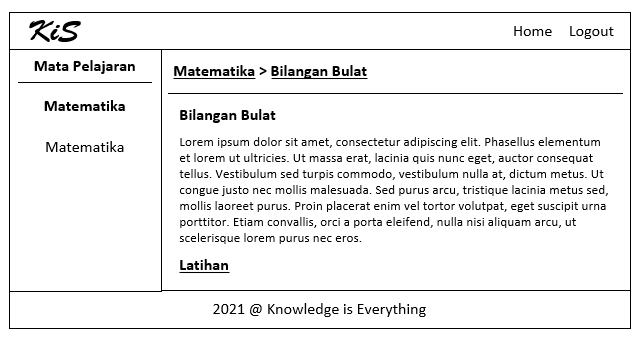 KiS
Home Logout
Mata Pelajaran
Matematika
Matematika
Matematika > Bilangan Bulat
Bilangan Bulat
Lorem ipsum dolor sit amet, consectetur adipiscing elit. Phasellus elementum
et lorem ut ultricies. Ut massa erat, lacinia quis nunc eget, auctor consequat
tellus. Vestibulum sed turpis commodo, vestibulum nulla at, dictum metus. Ut
congue justo nec mollis malesuada. Sed purus arcu, tristique lacinia metus sed,
mollis laoreet purus. Proin placerat enim vel tortor volutpat, eget suscipit urna
porttitor. Etiam convallis, orci a porta eleifend, nulla nisi aliquam arcu, ut
scelerisque lorem purus nec eros.
Latihan
2021 @ Knowledge is Everything